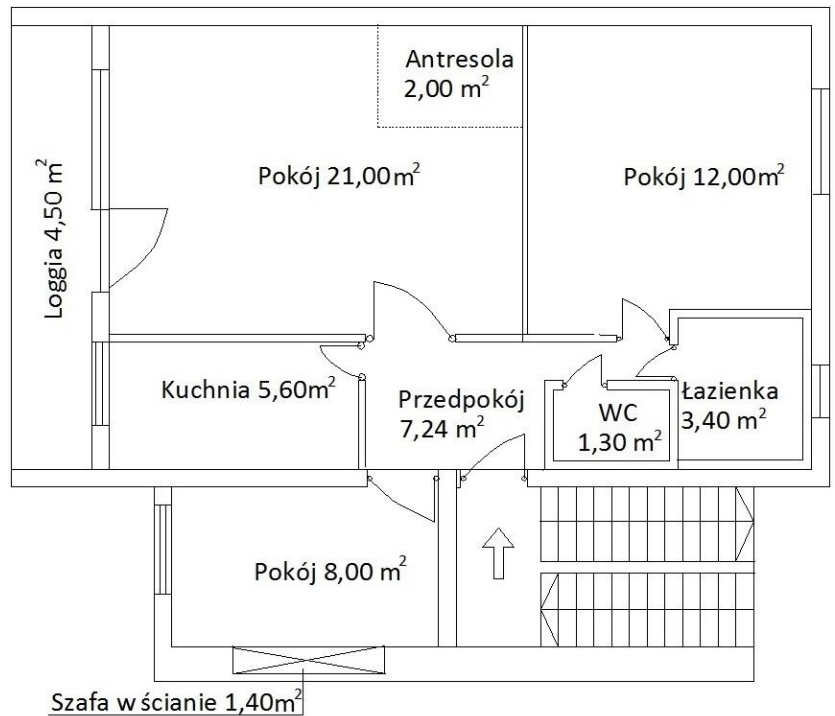 Antresola
2,00 m²
Pokój 21,00m²
Pokój 12,00m²
Loggia 4,50 m²
Kuchnia 5,60m²
Przedpokój
7,24 m²
WC
1,30 m²
Łazienka
3,40 m²
Pokój 8,00 m²
Szafa w ścianie 1,40m²